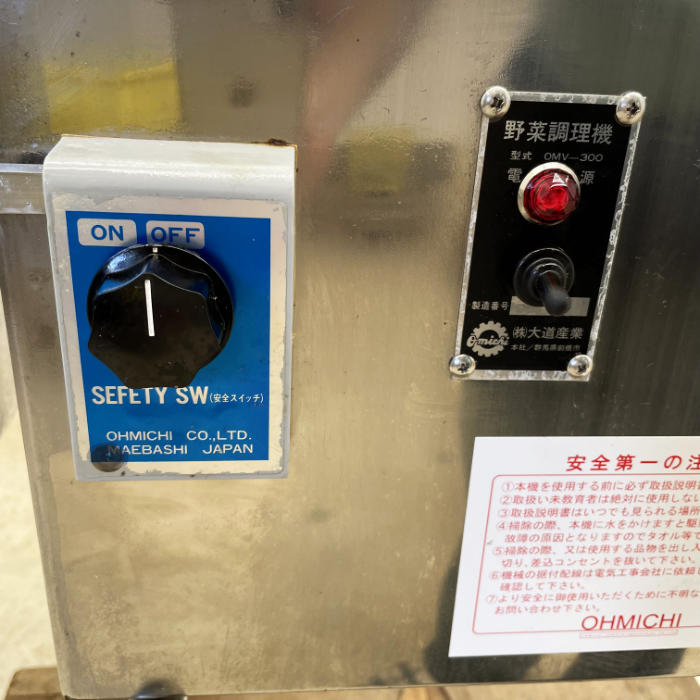 ON OFF
SEFETY SW(安全スイッチ)
OHMICHI CO.,LTD.
MAEBASHI JAPAN
野菜調理機
型式 OMV-300
電 源
製造番号
Ohmichi
(株)大道産業
本社/群馬県前橋市
安全第一の注
①本機を使用する前に必ず取扱説明書
②取扱い未教育者は絶対に使用しない
③取扱説明書はいつでも見られる場所
④掃除の際、本機に水をかけますと駆
故障の原因となりますのでタオル等で
⑤掃除の際、又は使用する品物を出し入
切り、差込コンセントを抜いて下さい。
⑥機械の据付配線は電気工事会社に依頼し
確認して下さい。
⑦より安全に御使用いただくために不明な
お問い合わせ下さい。
OHMICHI